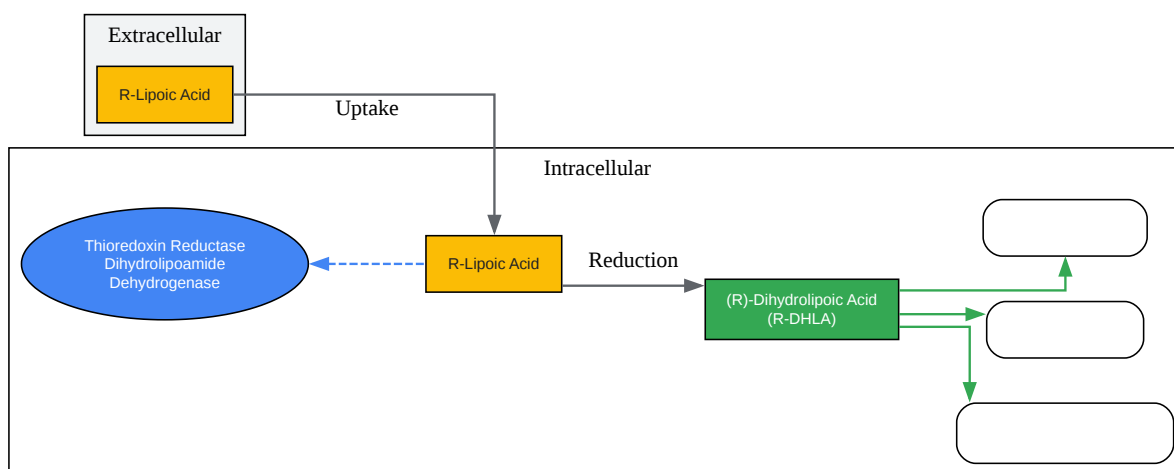 Extracellular
R-Lipoic Acid
Uptake
Intracellular
Thioredoxin Reductase
Dihydrolipoamide
Dehydrogenase
R-Lipoic Acid
Reduction
(R)-Dihydrolipoic Acid
(R-DHLA)